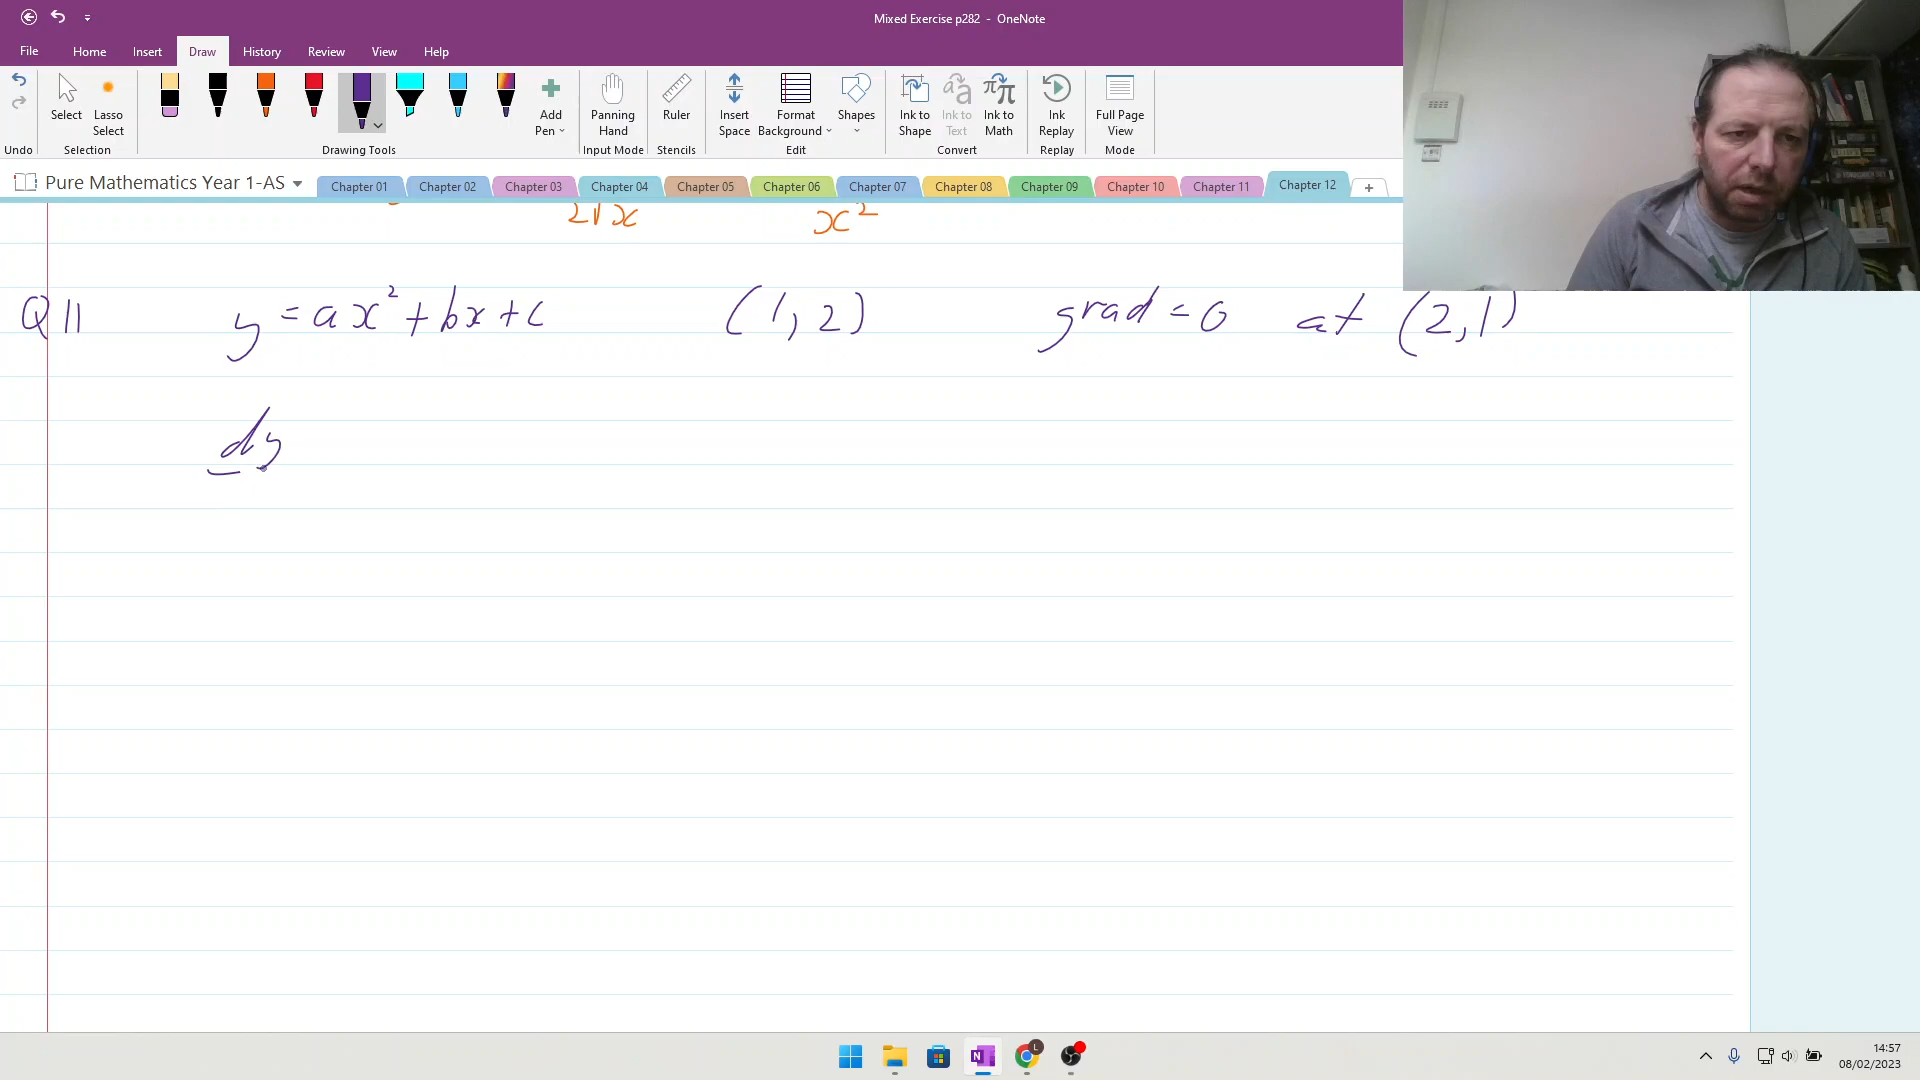 Mixed Exercise p282 - OneNote
File Home Insert Draw History Review View Help
Select Lasso Select Add Pen Panning Hand Ruler Insert Space Format Background Shapes Ink to Shape Ink to Text Ink to Math Ink Replay Full Page View
Undo Selection Drawing Tools Input Mode Stencils Edit Convert Replay Mode
Pure Mathematics Year 1-AS Chapter 01 Chapter 02 Chapter 03 Chapter 04 Chapter 05 Chapter 06 Chapter 07 Chapter 08 Chapter 09 Chapter 10 Chapter 11 Chapter 12 +
2√x x²
Q11 y = ax² + bx + c (1, 2) grad = 0 at (2, 1)
dy
L
N
14:57
08/02/2023